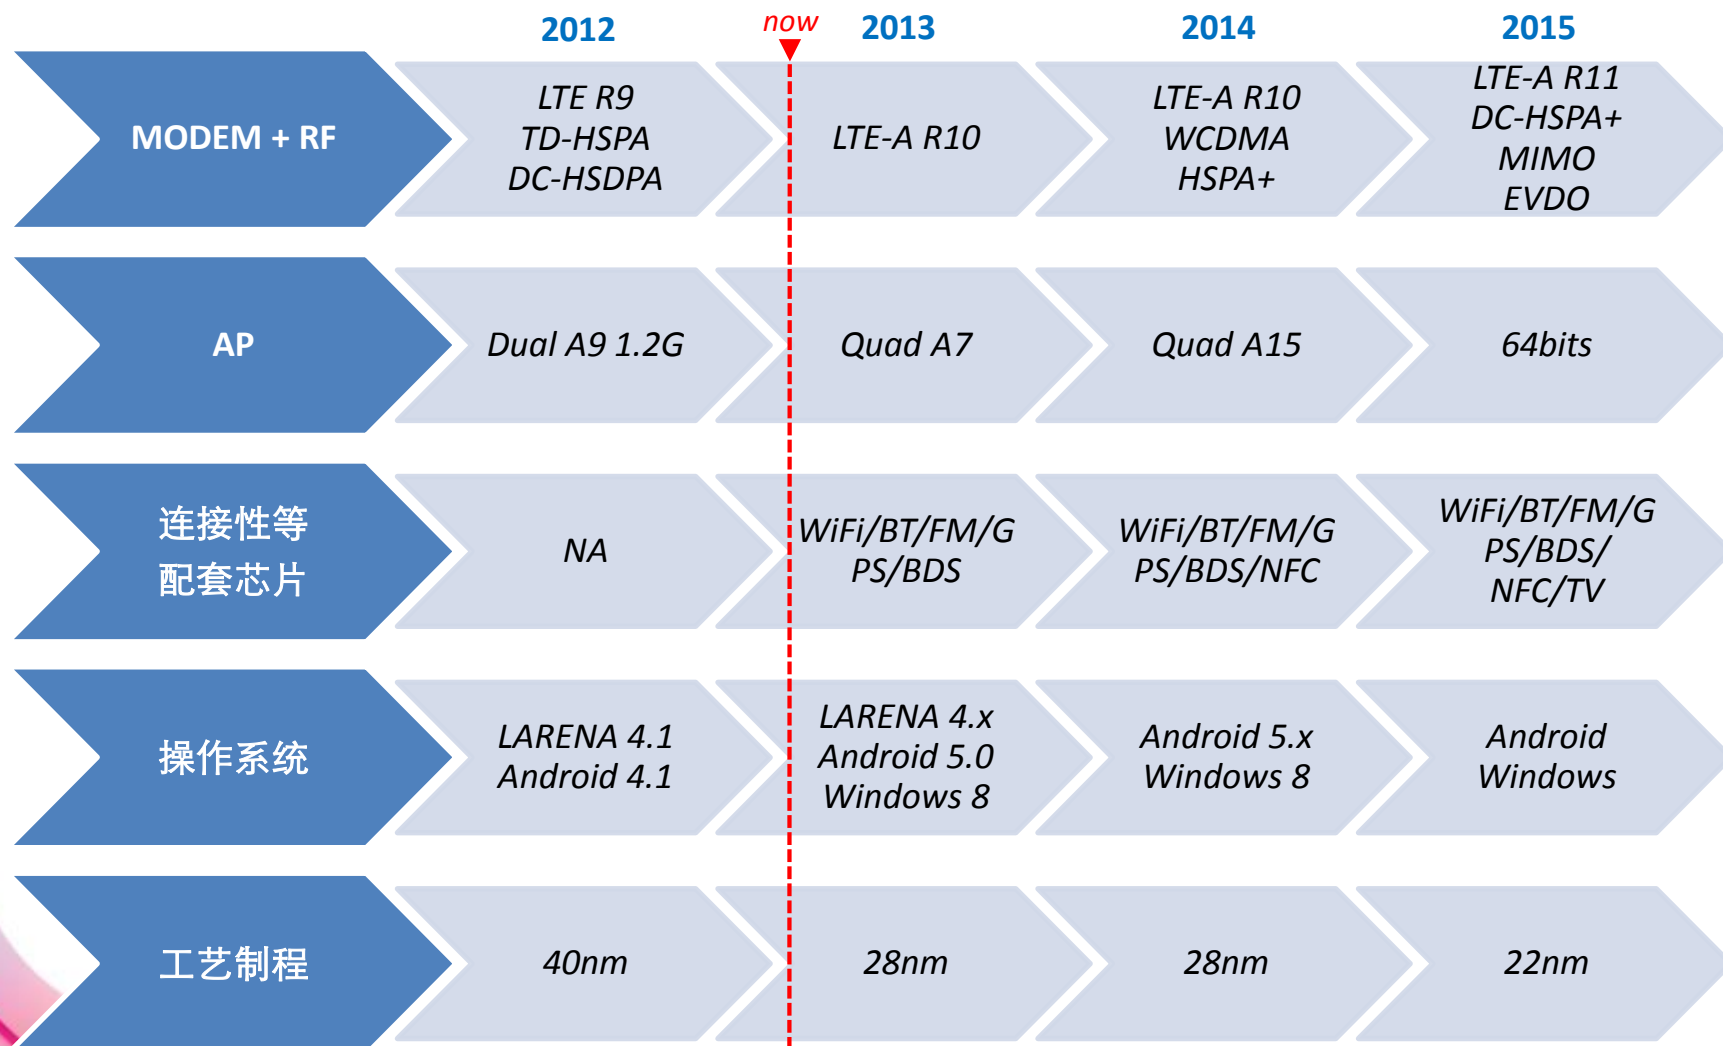 2012
now
2013
2014
2015
MODEM + RF
LTE R9
TD-HSPA
DC-HSDPA
LTE-A R10
LTE-A R10
WCDMA
HSPA+
LTE-A R11
DC-HSPA+
MIMO
EVDO
AP
Dual A9 1.2G
Quad A7
Quad A15
64bits
连接性等
配套芯片
NA
WiFi/BT/FM/G
PS/BDS
WiFi/BT/FM/G
PS/BDS/NFC
WiFi/BT/FM/G
PS/BDS/
NFC/TV
操作系统
LARENA 4.1
Android 4.1
LARENA 4.x
Android 5.0
Windows 8
Android 5.x
Windows 8
Android
Windows
工艺制程
40nm
28nm
28nm
22nm